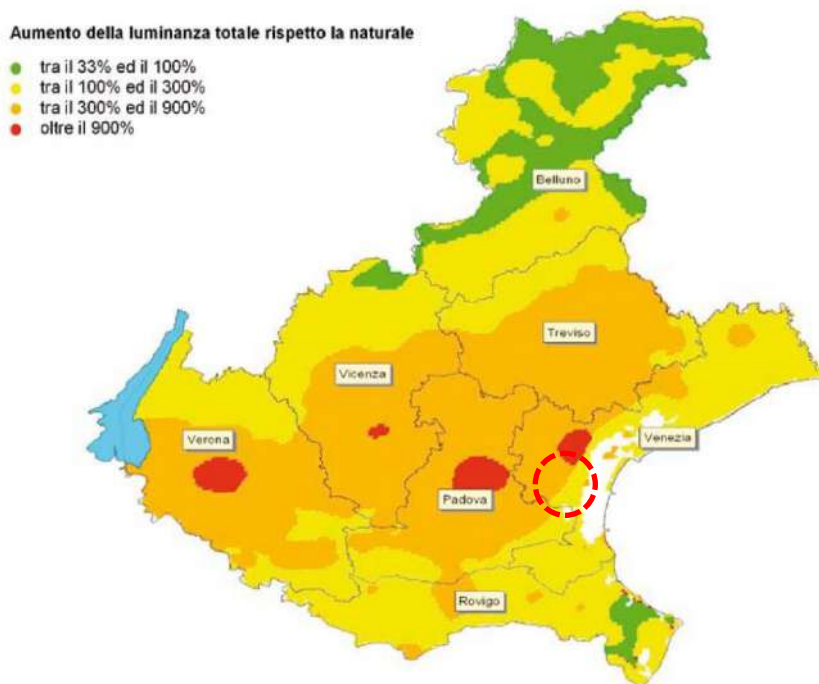 Aumento della luminanza totale rispetto la naturale
tra il 33% ed il 100%
tra il 100% ed il 300%
tra il 300% ed il 900%
oltre il 900%
Belluno
Treviso
Vicenza
Verona
Venezia
Padova
Rovigo